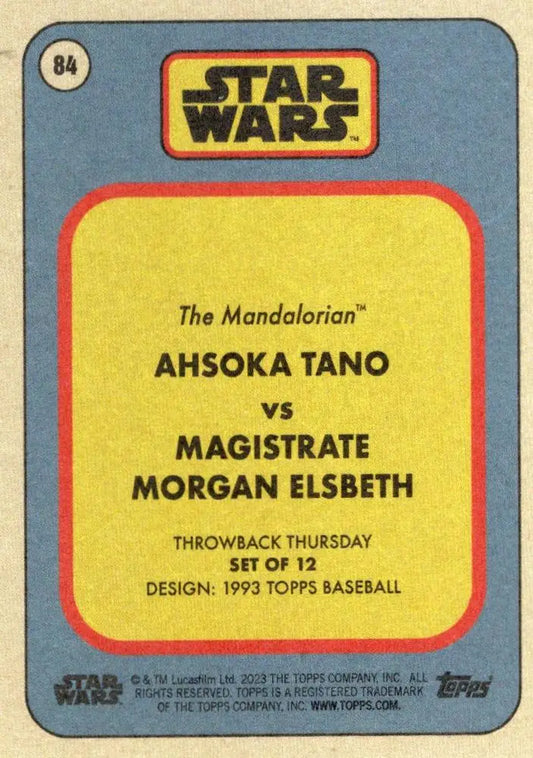 84
STAR
WARS™
The Mandalorian™
AHSOKA TANO
vs
MAGISTRATE
MORGAN ELSBETH
THROWBACK THURSDAY
SET OF 12
DESIGN: 1993 TOPPS BASEBALL
STAR
WARS
© & TM Lucasfilm Ltd. 2023 THE TOPPS COMPANY, INC. ALL
RIGHTS RESERVED. TOPPS IS A REGISTERED TRADEMARK
OF THE TOPPS COMPANY, INC. WWW.TOPPS.COM.
topps